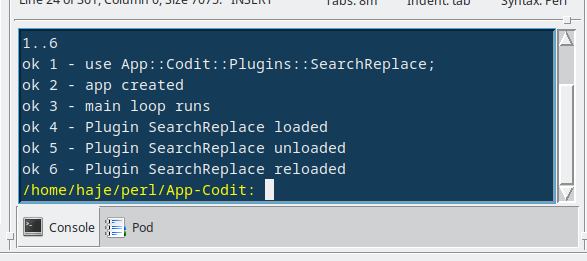 Line 24 of 301, Column 0, Size 7075. INSERT Tabs: 8m Indent: tab Syntax: Perl
1..6
ok 1 - use App::Codit::Plugins::SearchReplace;
ok 2 - app created
ok 3 - main loop runs
ok 4 - Plugin SearchReplace loaded
ok 5 - Plugin SearchReplace unloaded
ok 6 - Plugin SearchReplace reloaded
/home/haje/perl/App-Codit:
Console Pod